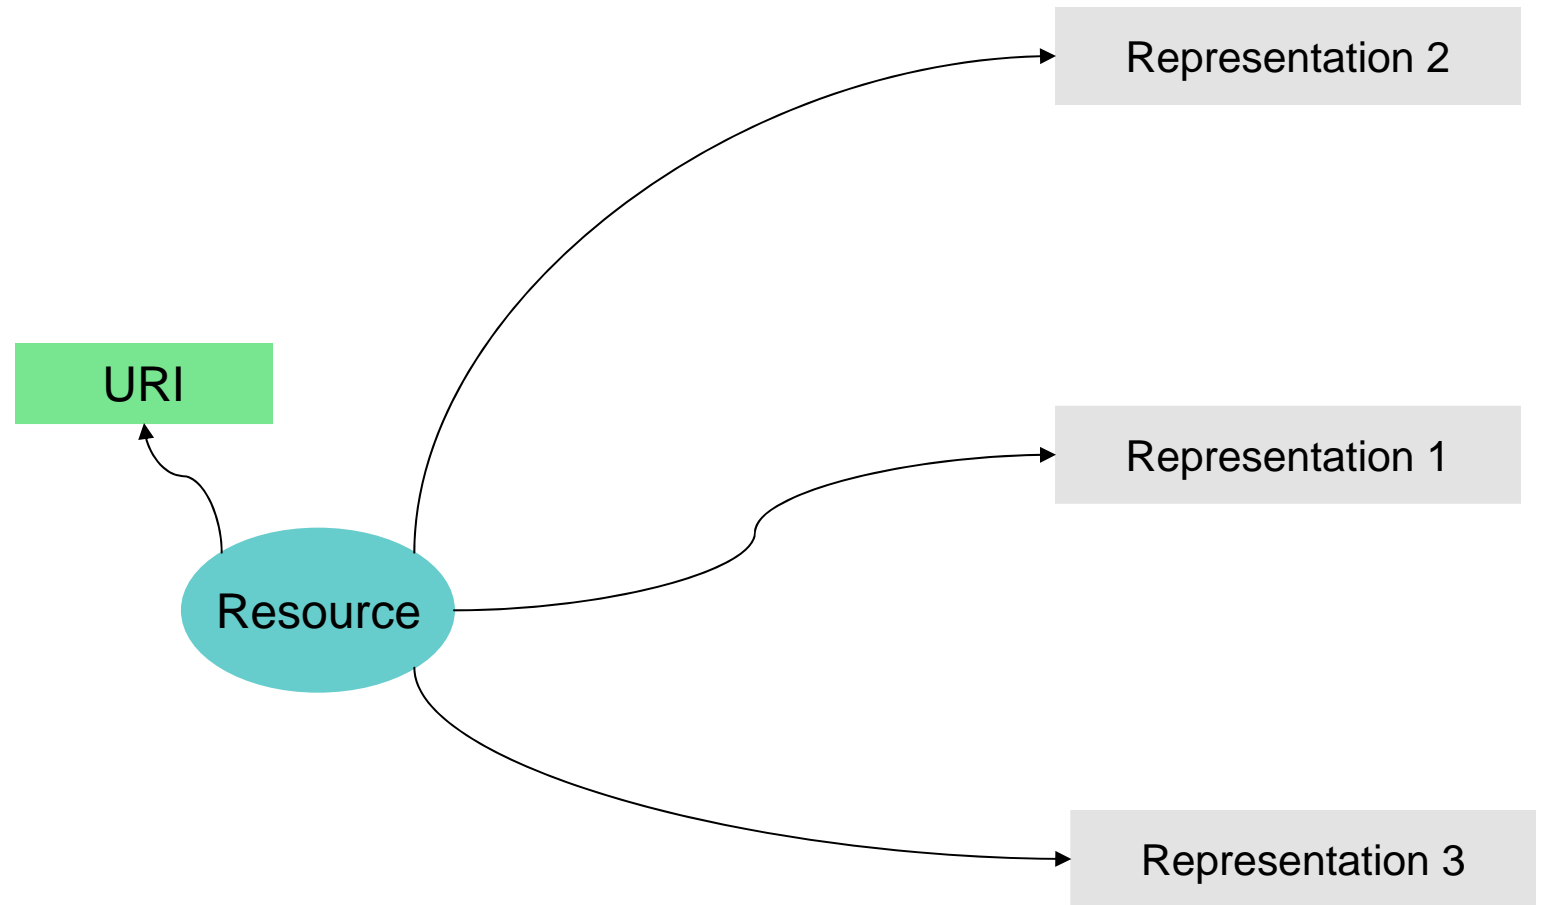 Representation 2
URI
Representation 1
Resource
Representation 3